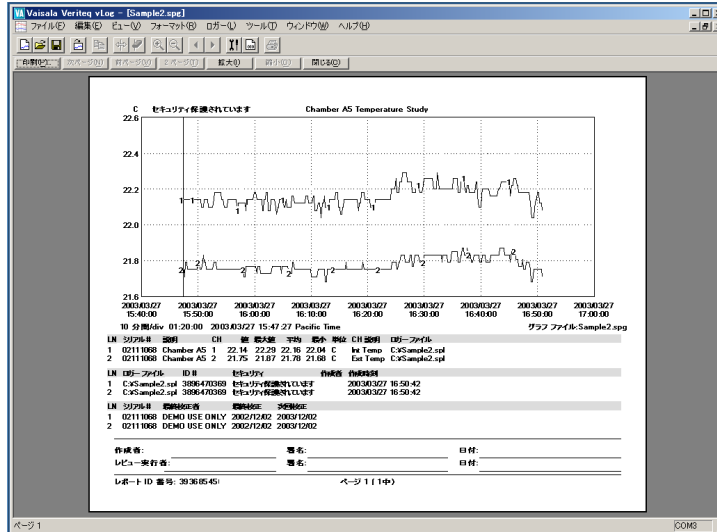 Vaisala Veriteq vLog - [Sample2.spg]
ファイル(F) 編集(E) ビュー(V) フォーマット(R) ロガー(L) ツール(T) ウィンドウ(W) ヘルプ(H)
印刷(P)... 次ページ(N) 前ページ(V) 2 ページ(T) 拡大(I) 縮小(O) 閉じる(C)
C セキュリティ保護されています Chamber A5 Temperature Study
22.6
22.4
22.2
22.0
21.8
21.6
2003/03/27 2003/03/27 2003/03/27 2003/03/27 2003/03/27 2003/03/27 2003/03/27 2003/03/27 2003/03/27
15:40:00 15:50:00 16:00:00 16:10:00 16:20:00 16:30:00 16:40:00 16:50:00 17:00:00
10 分間/div 01:20:00 2003/03/27 15:47:27 Pacific Time グラフ ファイル:Sample2.spg
LN シリアル# 説明 CH 値 最大値 平均 最小 単位 CH 説明 ロガーファイル
1 02111068 Chamber A5 1 22.14 22.29 22.16 22.04 C Int Temp C:¥Sample2.spl
2 02111068 Chamber A5 2 21.75 21.87 21.78 21.68 C Ext Temp C:¥Sample2.spl
LN ロガーファイル ID # セキュリティ 作成者 作成時刻
1 C:¥Sample2.spl 3896470369 セキュリティ保護されています 2003/03/27 16:50:42
2 C:¥Sample2.spl 3896470369 セキュリティ保護されています 2003/03/27 16:50:42
LN シリアル# 最終校正者 最終校正 次回校正
1 02111068 DEMO USE ONLY 2002/12/02 2003/12/02
2 02111068 DEMO USE ONLY 2002/12/02 2003/12/02
作成者: 署名: 日付:
レビュー実行者: 署名: 日付:
レポート ID 番号: 39368545 ページ 1 [ 1中)
ページ 1 COM3